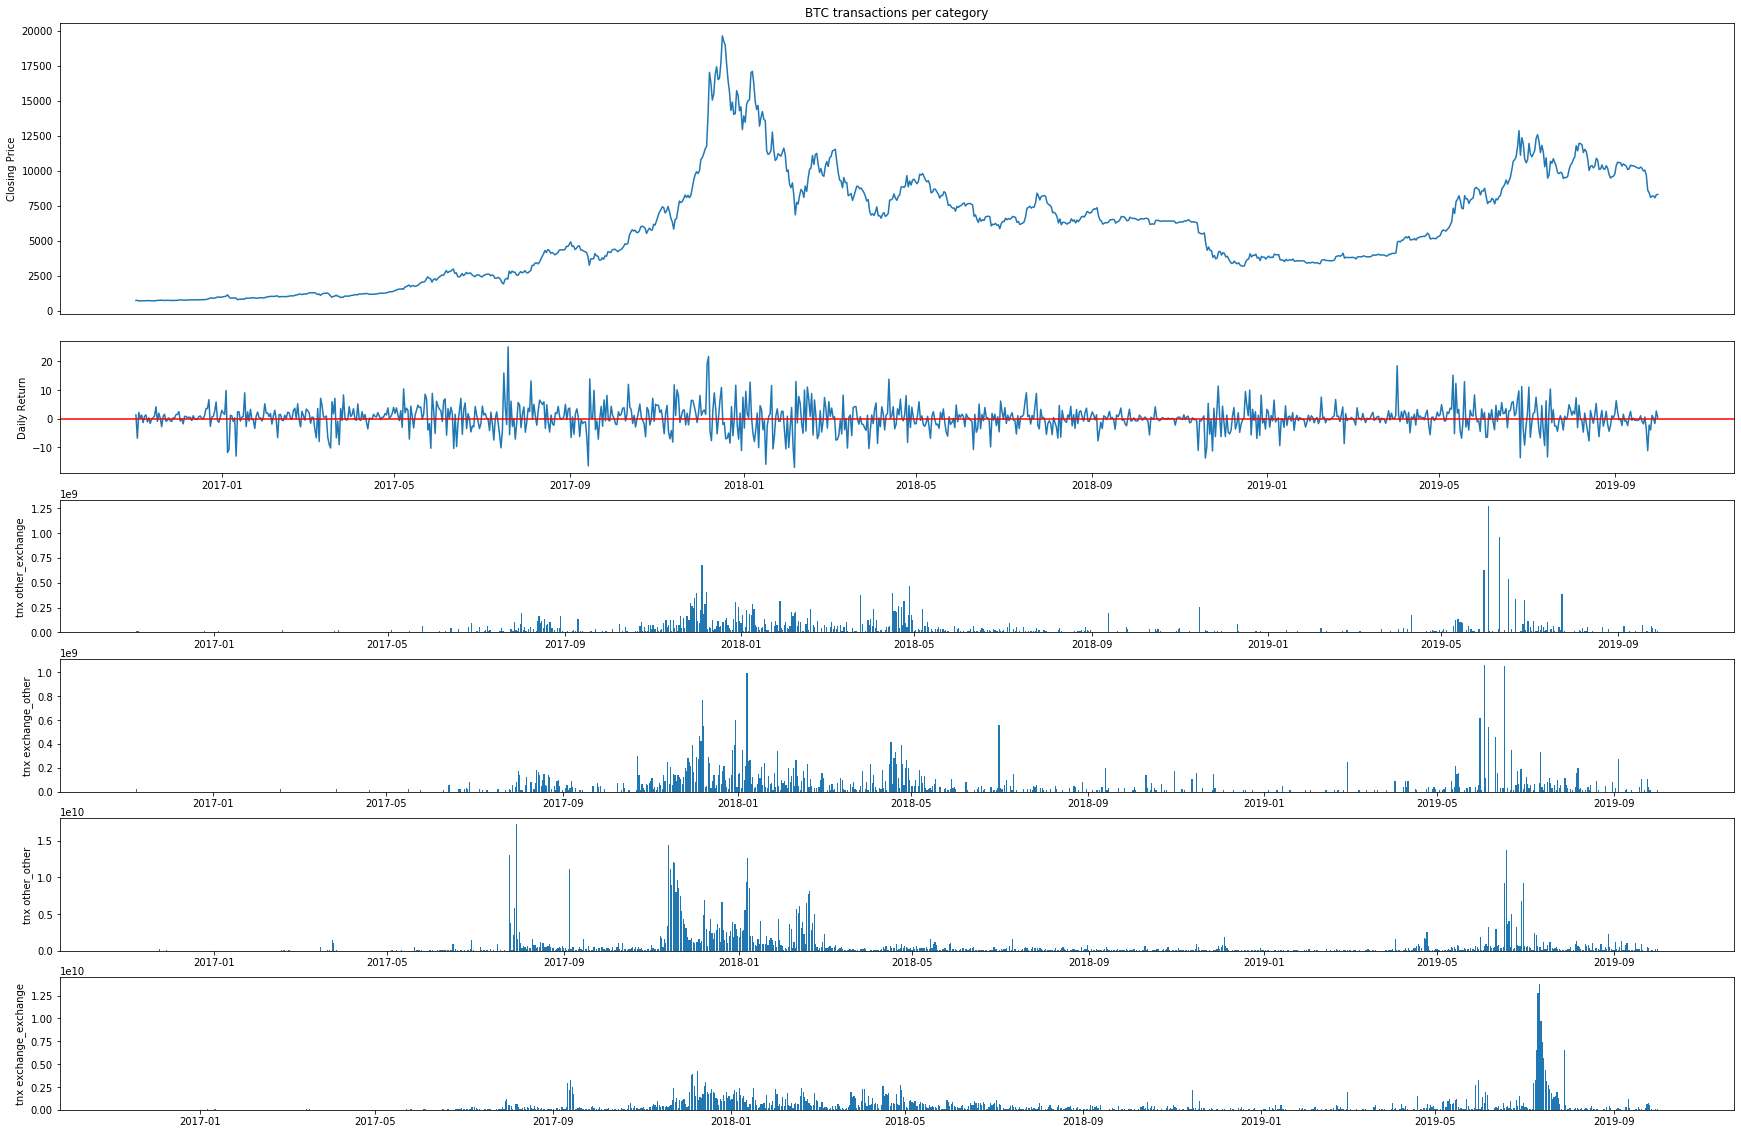 BTC transactions per category
Closing Price
20000
17500
15000
12500
10000
7500
5000
2500
0
Daily Return
20
10
0
−10
2017-01 2017-05 2017-09 2018-01 2018-05 2018-09 2019-01 2019-05 2019-09
1e9
tnx other_exchange
1.25
1.00
0.75
0.50
0.25
0.00
2017-01 2017-05 2017-09 2018-01 2018-05 2018-09 2019-01 2019-05 2019-09
1e9
tnx exchange_other
1.0
0.8
0.6
0.4
0.2
0.0
2017-01 2017-05 2017-09 2018-01 2018-05 2018-09 2019-01 2019-05 2019-09
1e10
tnx other_other
1.5
1.0
0.5
0.0
2017-01 2017-05 2017-09 2018-01 2018-05 2018-09 2019-01 2019-05 2019-09
1e10
tnx exchange_exchange
1.25
1.00
0.75
0.50
0.25
0.00
2017-01 2017-05 2017-09 2018-01 2018-05 2018-09 2019-01 2019-05 2019-09